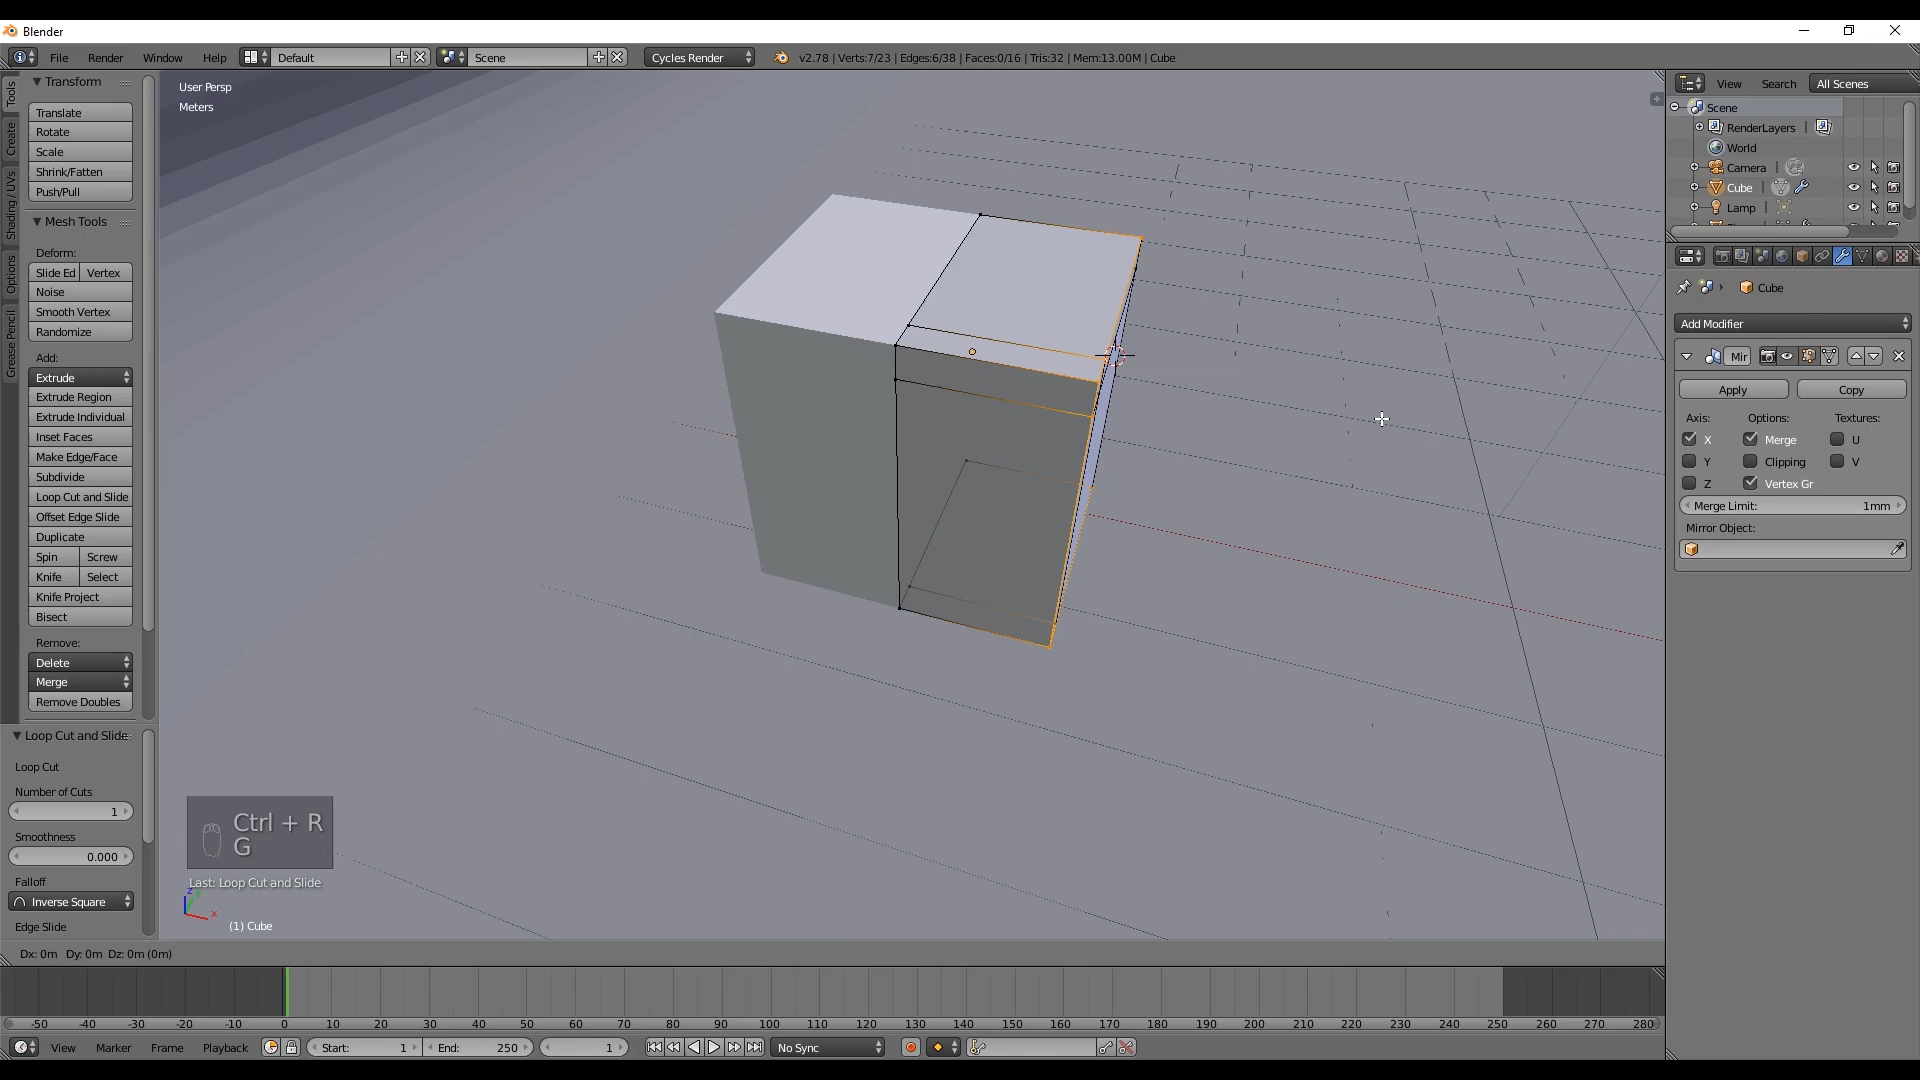 Blender
File Render Window Help Default Scene Cycles Render v2.78 | Verts:7/23 | Edges:6/38 | Faces:0/16 | Tris:32 | Mem:13.00M | Cube
Tools
Create
Shading / UVs
Options
Grease Pencil
Transform
Translate
Rotate
Scale
Shrink/Fatten
Push/Pull
Mesh Tools
Deform:
Slide Ed Vertex
Noise
Smooth Vertex
Randomize
Add:
Extrude
Extrude Region
Extrude Individual
Inset Faces
Make Edge/Face
Subdivide
Loop Cut and Slide
Offset Edge Slide
Duplicate
Spin Screw
Knife Select
Knife Project
Bisect
Remove:
Delete
Merge
Remove Doubles
Loop Cut and Slide
Loop Cut
Number of Cuts
1
Smoothness
0.000
Falloff
Inverse Square
Edge Slide
User Persp
Meters
Ctrl + R
G
Last: Loop Cut and Slide
z
x
(1) Cube
Dx: 0m Dy: 0m Dz: 0m (0m)
View Search All Scenes
Scene
RenderLayers |
World
Camera |
Cube |
Lamp |
Cube
Add Modifier
Mir
Apply Copy
Axis: Options: Textures:
X Merge U
Y Clipping V
Z Vertex Gr
Merge Limit: 1mm
Mirror Object:
-50 -40 -30 -20 -10 0 10 20 30 40 50 60 70 80 90 100 110 120 130 140 150 160 170 180 190 200 210 220 230 240 250 260 270 280
View Marker Frame Playback Start: 1 End: 250 1 No Sync